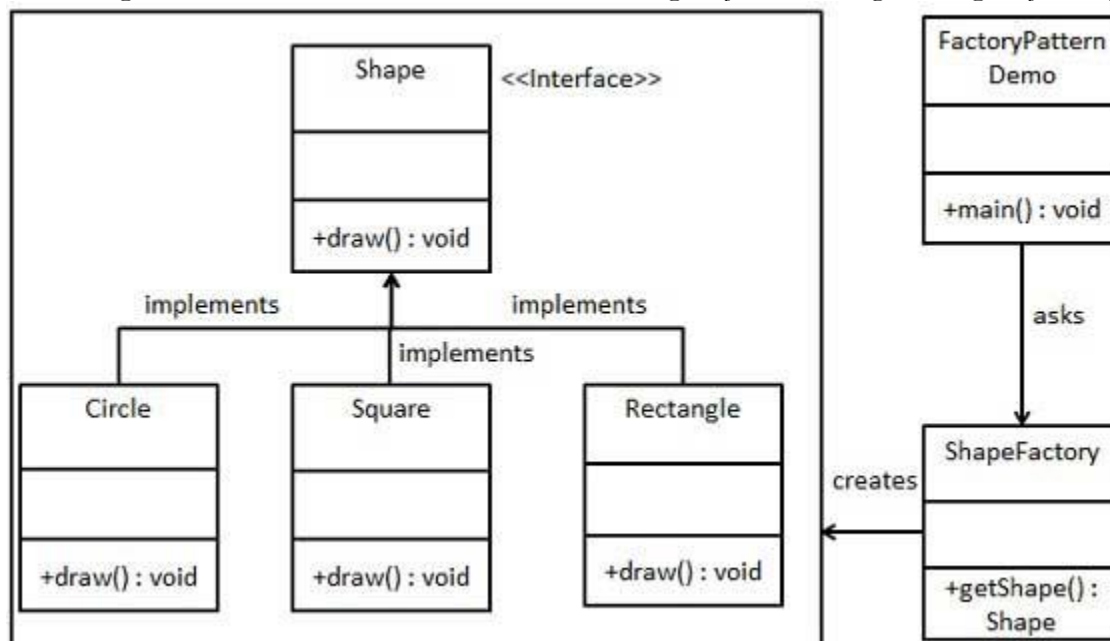 Shape
<<Interface>>
+draw() : void
implements
implements
implements
Circle
+draw() : void
Square
+draw() : void
Rectangle
+draw() : void
FactoryPattern
Demo
+main() : void
asks
ShapeFactory
creates
+getShape() :
Shape